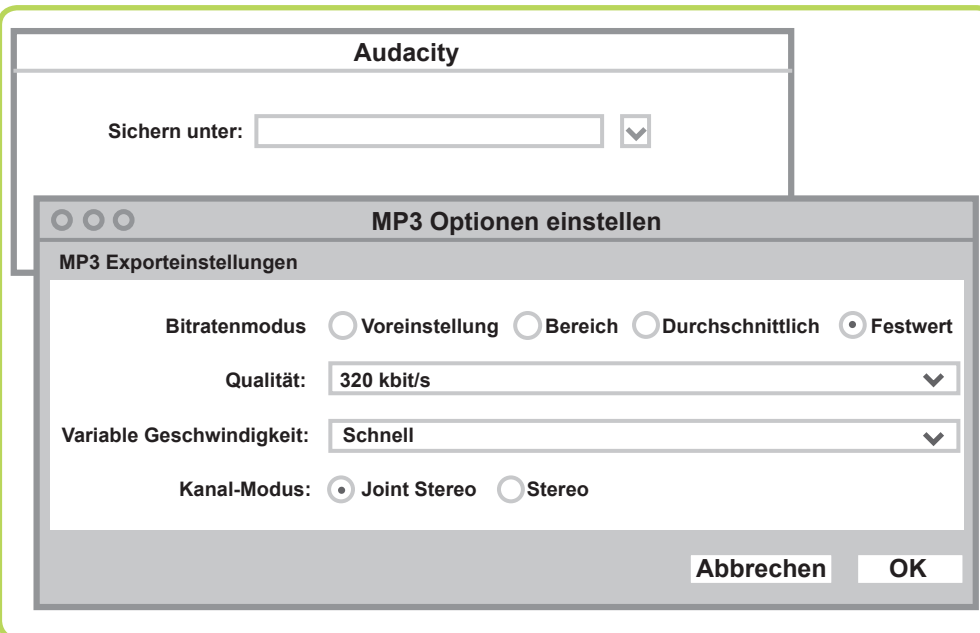 Audacity
Sichern unter:
MP3 Optionen einstellen
MP3 Exporteinstellungen
Bitratenmodus Voreinstellung Bereich Durchschnittlich Festwert
Qualität: 320 kbit/s
Variable Geschwindigkeit: Schnell
Kanal-Modus: Joint Stereo Stereo
Abbrechen OK